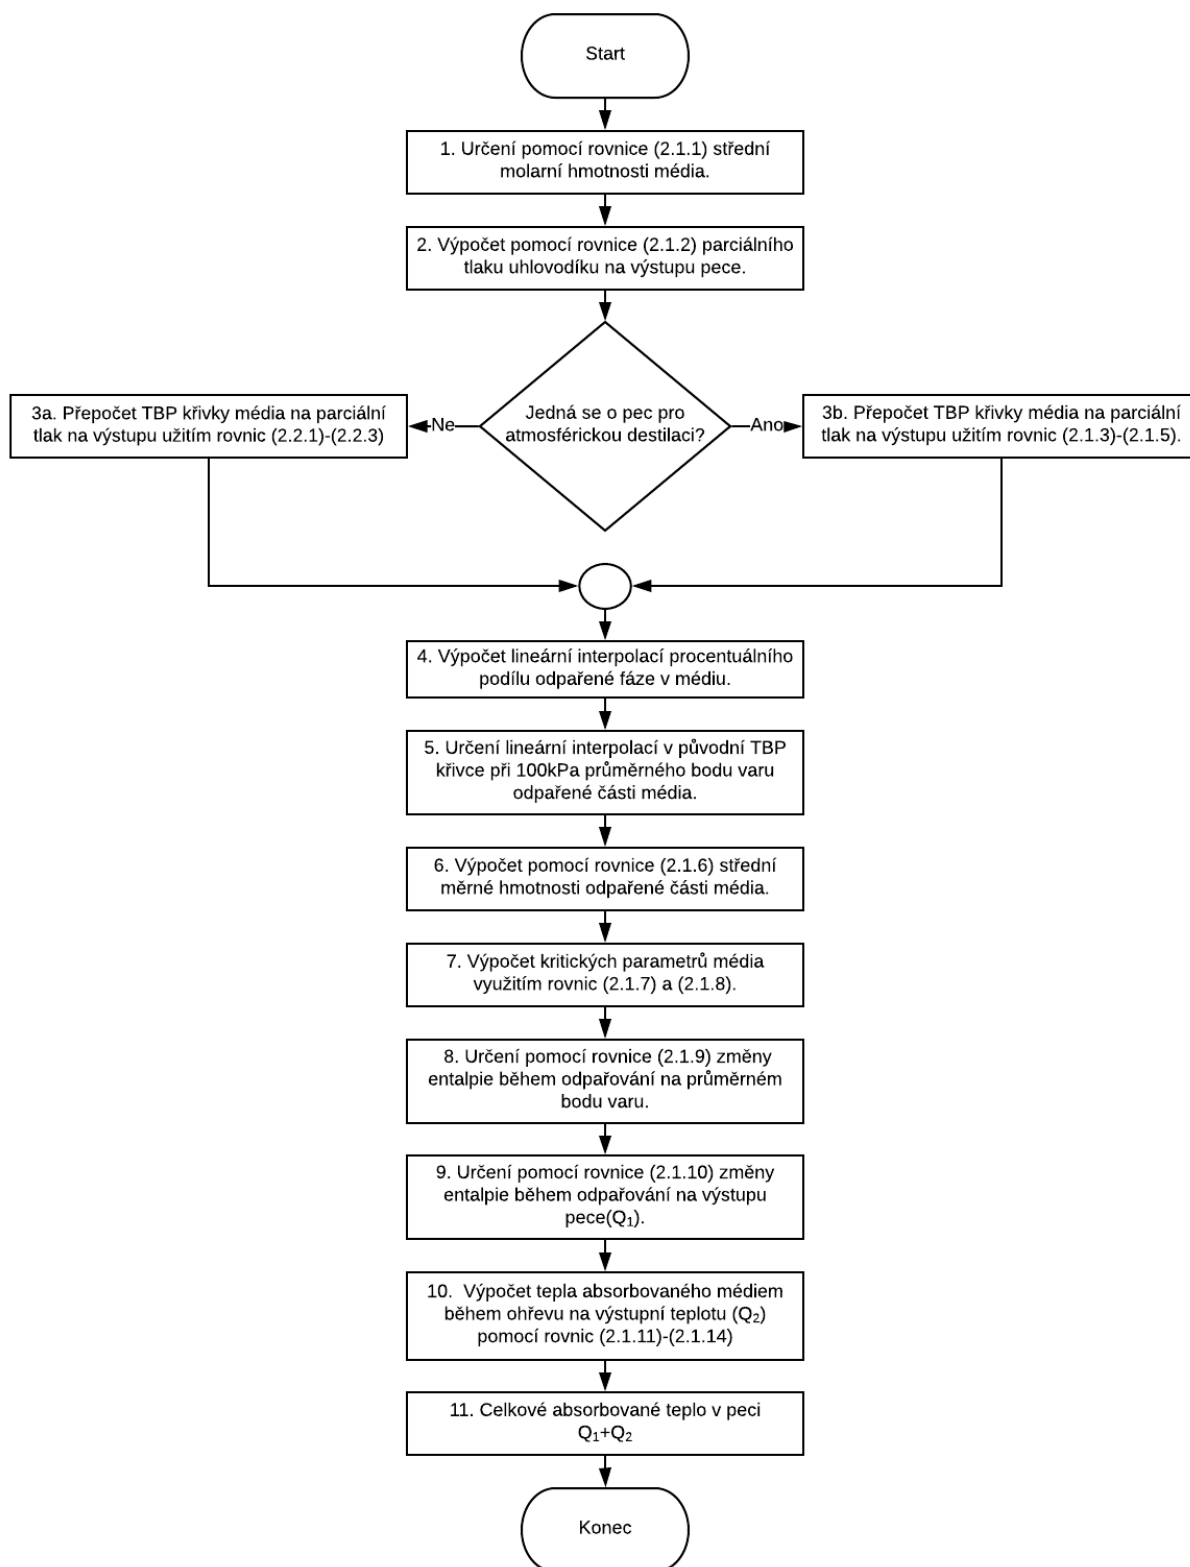 Start
1. Určení pomocí rovnice (2.1.1) střední
molarní hmotnosti média.
2. Výpočet pomocí rovnice (2.1.2) parciálního
tlaku uhlovodíku na výstupu pece.
Jedná se o pec pro
atmosférickou destilaci?
Ne
Ano
3a. Přepočet TBP křivky média na parciální
tlak na výstupu užitím rovnic (2.2.1)-(2.2.3)
3b. Přepočet TBP křivky média na parciální
tlak na výstupu užitím rovnic (2.1.3)-(2.1.5).
4. Výpočet lineární interpolací procentuálního
podílu odpařené fáze v médiu.
5. Určení lineární interpolací v původní TBP
křivce při 100kPa průměrného bodu varu
odpařené části média.
6. Výpočet pomocí rovnice (2.1.6) střední
měrné hmotnosti odpařené části média.
7. Výpočet kritických parametrů média
využitím rovnic (2.1.7) a (2.1.8).
8. Určení pomocí rovnice (2.1.9) změny
entalpie během odpařování na průměrném
bodu varu.
9. Určení pomocí rovnice (2.1.10) změny
entalpie během odpařování na výstupu
pece(Q₁).
10. Výpočet tepla absorbovaného médiem
během ohřevu na výstupní teplotu (Q₂)
pomocí rovnic (2.1.11)-(2.1.14)
11. Celkové absorbované teplo v peci
Q₁+Q₂
Konec